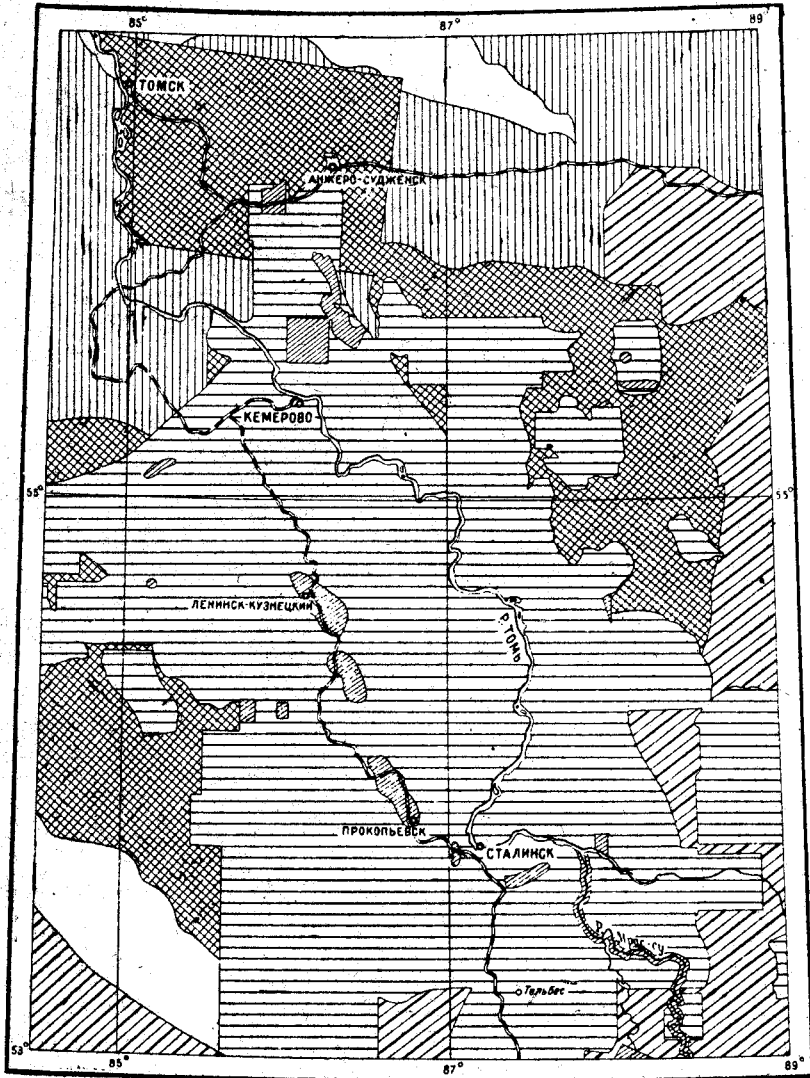 85° 87° 89
ТОМСК
АНЖЕРО-СУДЖЕНСК
КЕМЕРОВО
55° 55°
ЛЕНИНСК-КУЗНЕЦКИЙ
Р. ТОМЬ
ПРОКОПЬЕВСК
СТАЛИНСК
Тельбес
53°
85° 87° 89°